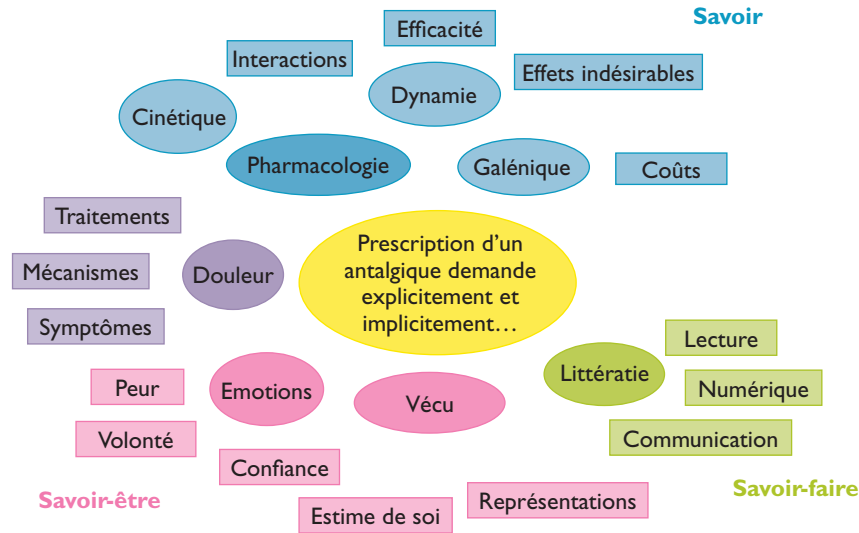 Savoir
Efficacité
Interactions
Effets indésirables
Dynamie
Cinétique
Pharmacologie
Galénique
Coûts
Traitements
Mécanismes
Douleur
Symptômes
Prescription d’un
antalgique demande
explicitement et
implicitement…
Lecture
Littératie
Numérique
Communication
Savoir-faire
Peur
Emotions
Vécu
Volonté
Confiance
Savoir-être
Estime de soi
Représentations